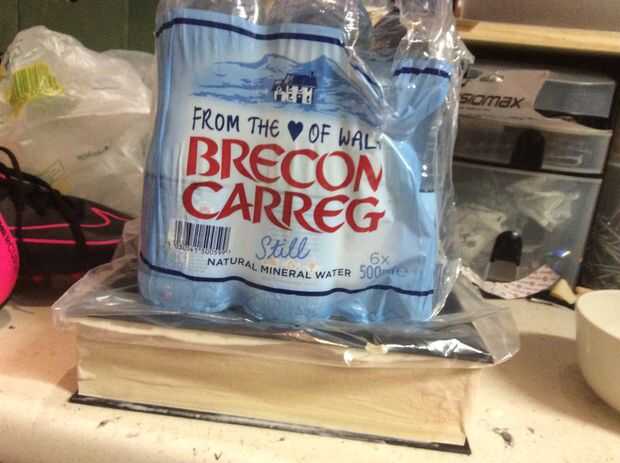 FROM THE ♥ OF WAL
BRECON
CARREG
Still
NATURAL MINERAL WATER
6x
500